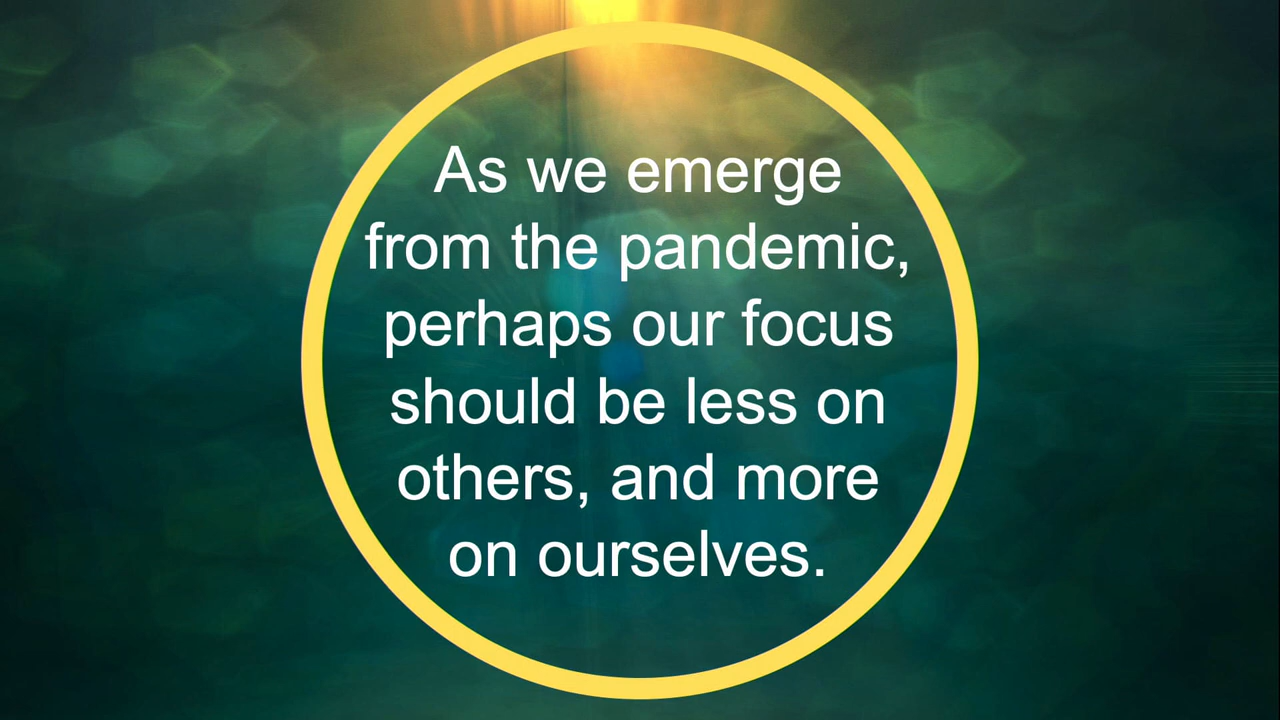 As we emerge
from the pandemic,
perhaps our focus
should be less on
others, and more
on ourselves.